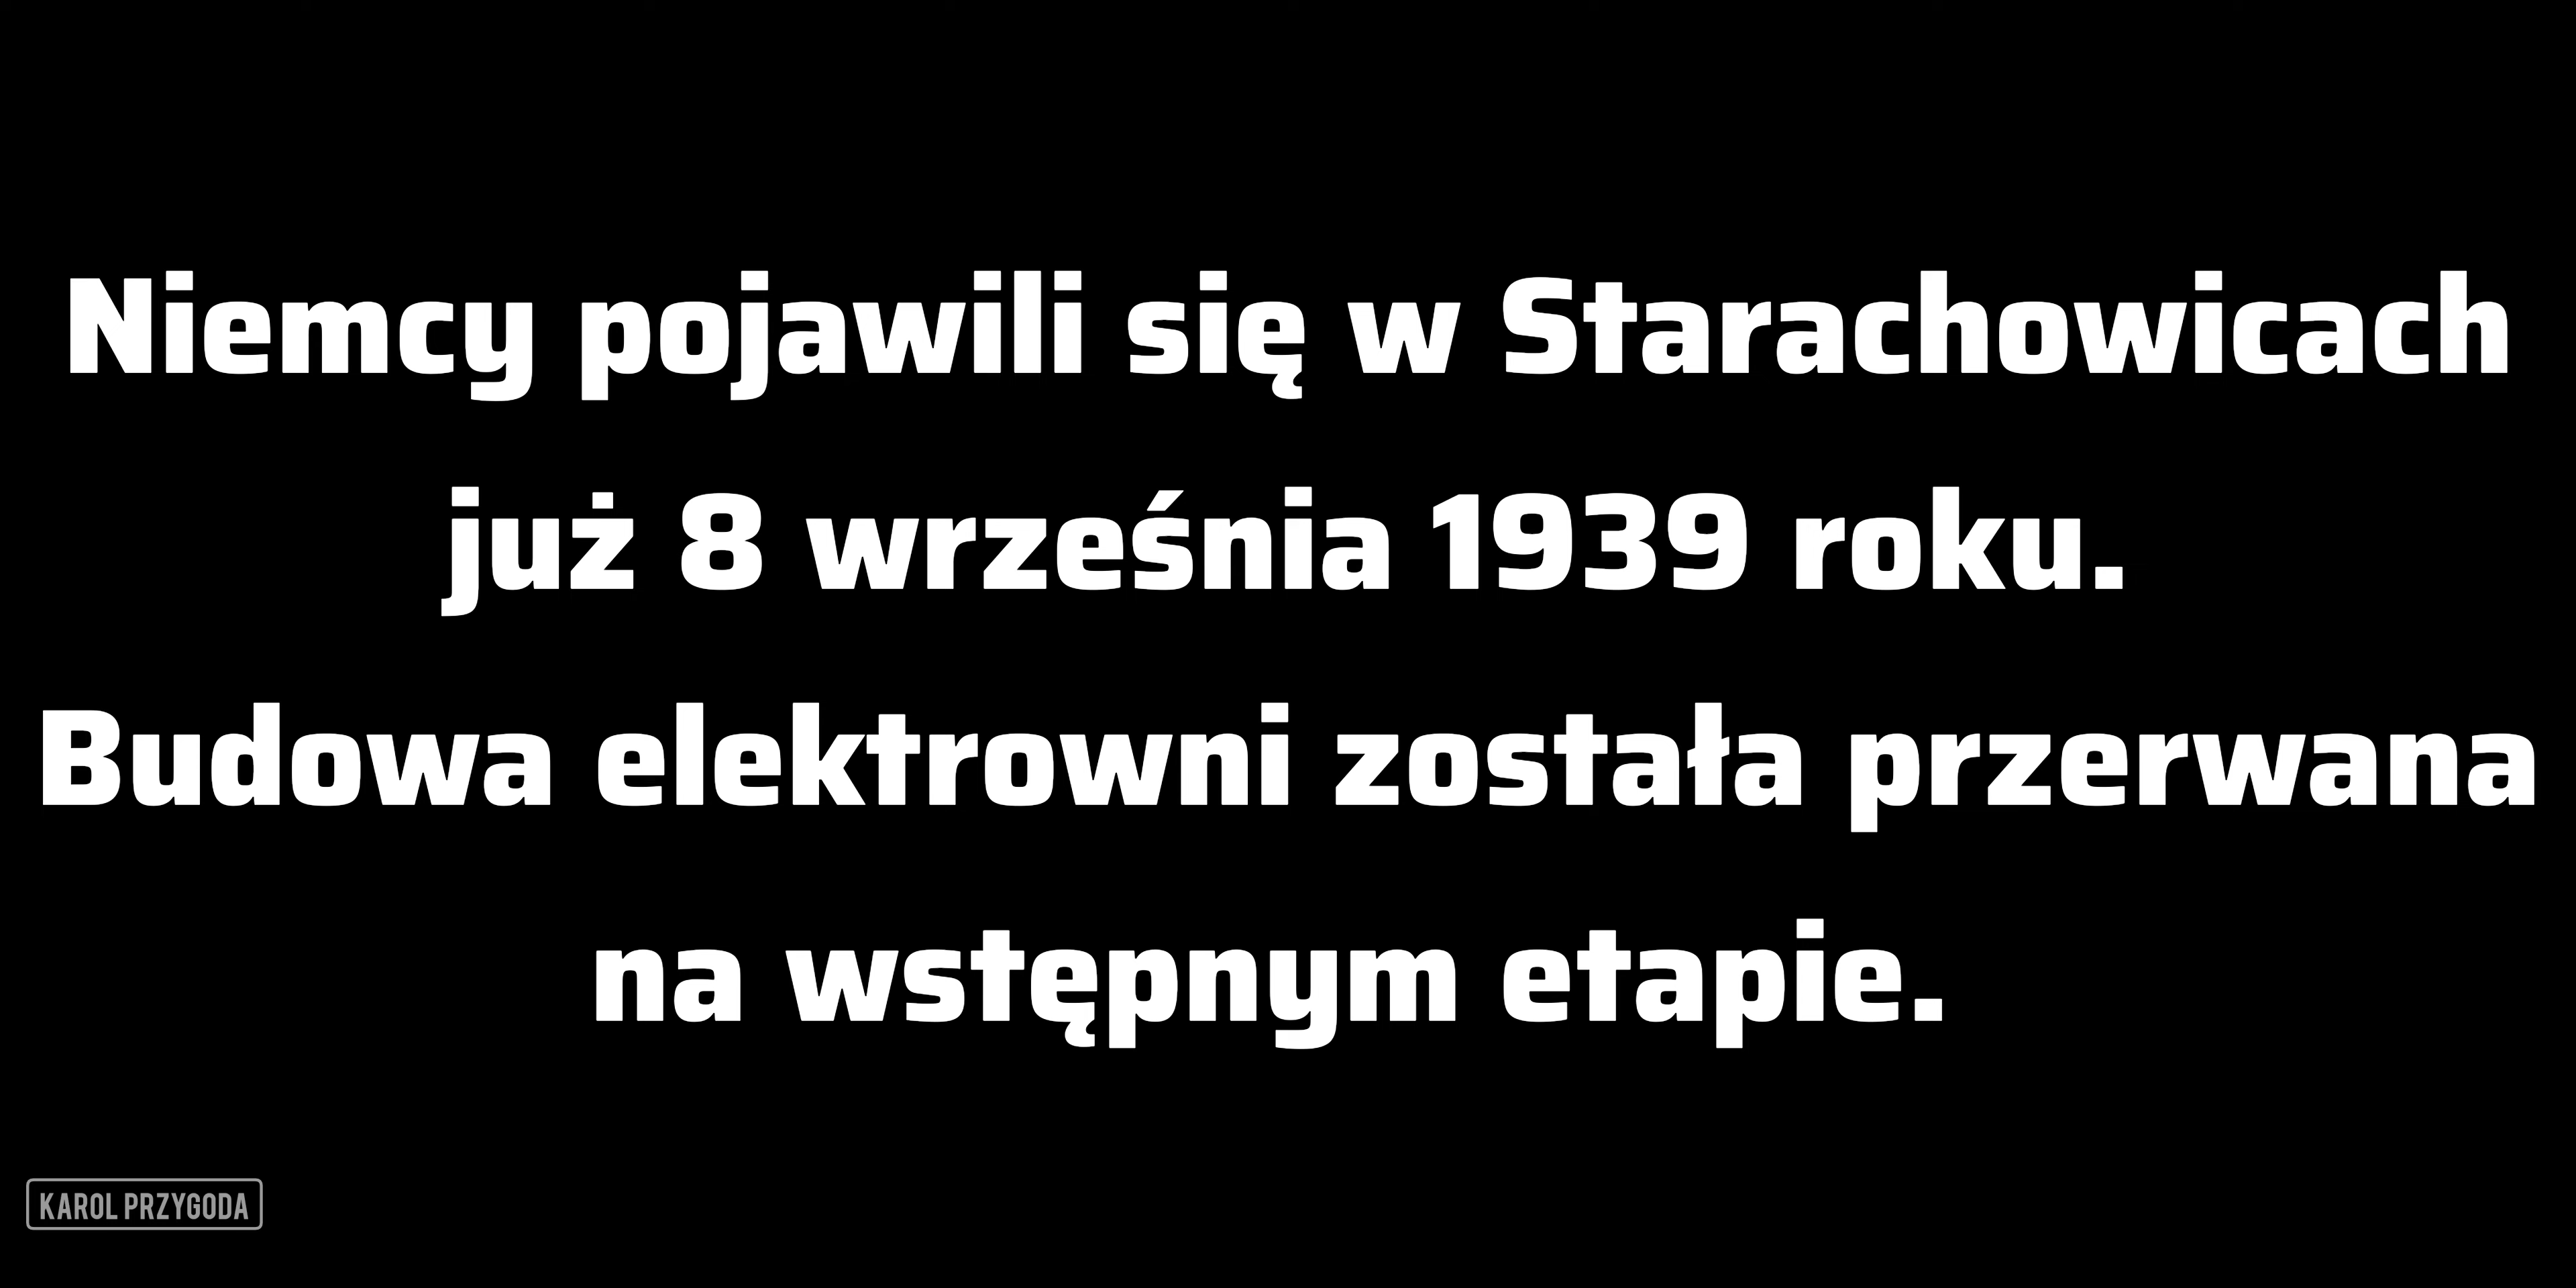 Niemcy pojawili się w Starachowicach
już 8 września 1939 roku.
Budowa elektrowni została przerwana
na wstępnym etapie.
KAROL PRZYGODA